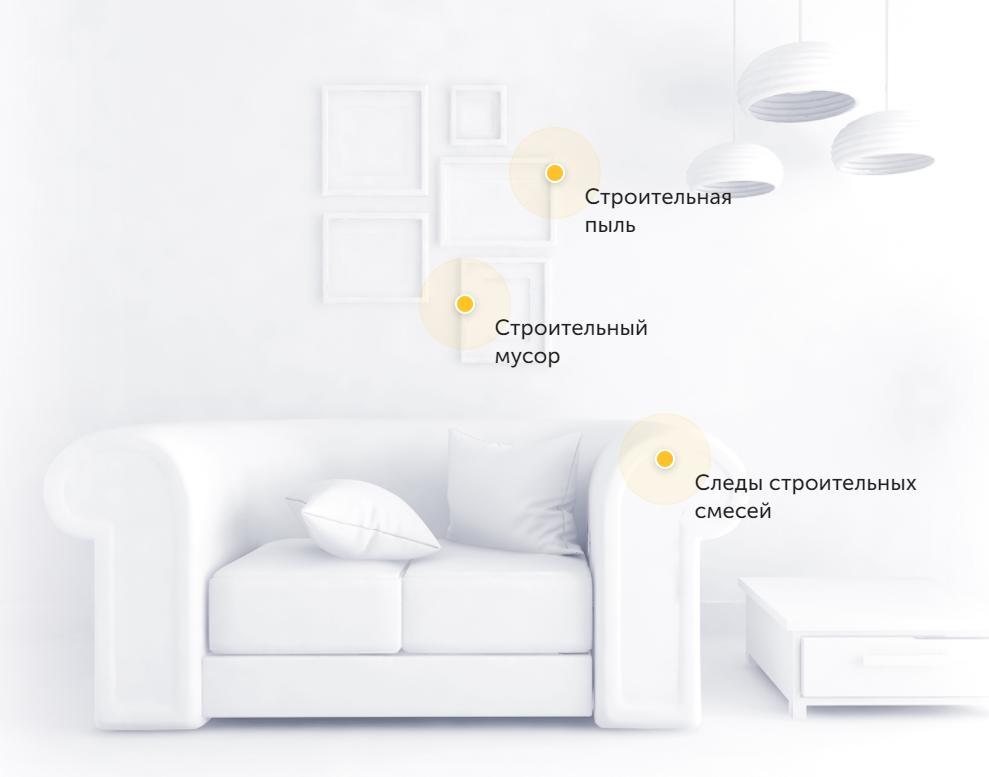 Строительная
пыль
Строительный
мусор
Следы строительных
смесей